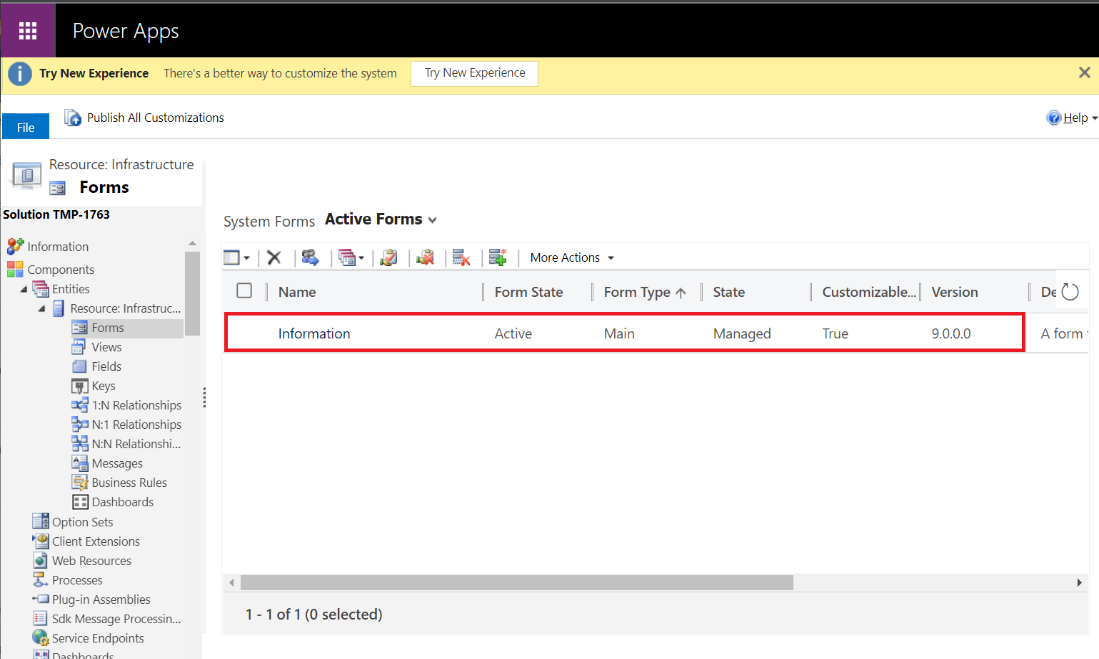 Power Apps
Try New Experience There's a better way to customize the system Try New Experience
File Publish All Customizations Help
Resource: Infrastructure
Forms
Solution TMP-1763
Information
Components
Entities
Resource: Infrastruc...
Forms
Views
Fields
Keys
1:N Relationships
N:1 Relationships
N:N Relationshi...
Messages
Business Rules
Dashboards
Option Sets
Client Extensions
Web Resources
Processes
Plug-in Assemblies
Sdk Message Processin...
Service Endpoints
Dashboards
System Forms Active Forms
More Actions
Name Form State Form Type State Customizable... Version De
Information Active Main Managed True 9.0.0.0 A form
1 - 1 of 1 (0 selected)